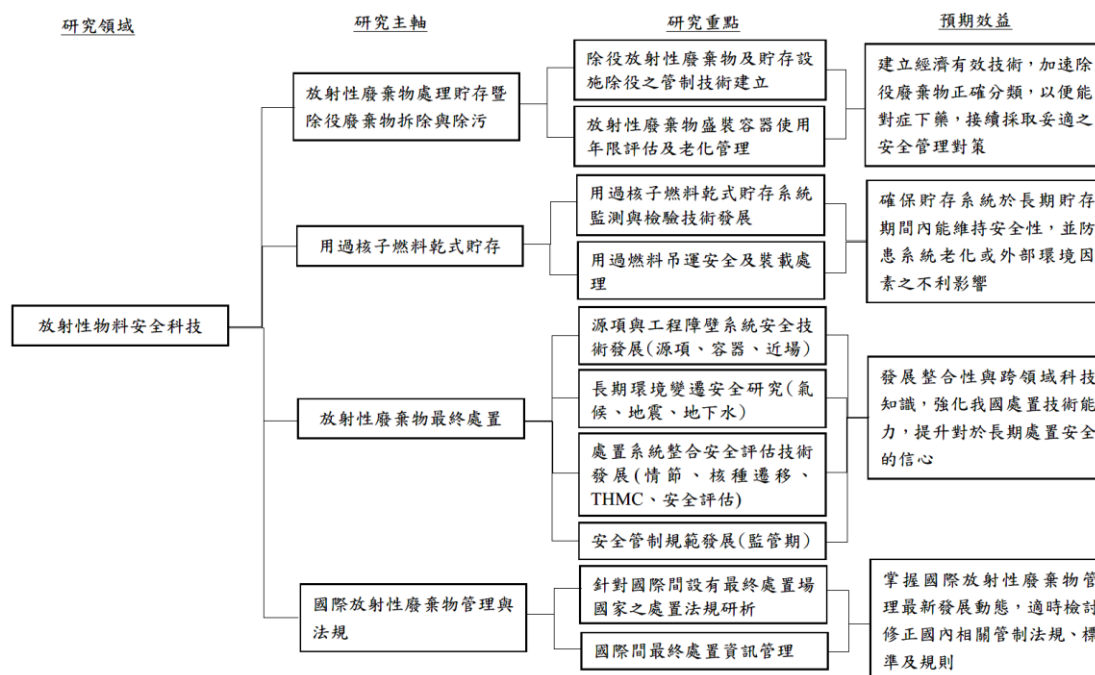 研究領域
研究主軸
研究重點
預期效益
放射性物料安全科技
放射性廢棄物處理貯存暨
除役廢棄物拆除與除污
除役放射性廢棄物及貯存設
施除役之管制技術建立
放射性廢棄物盛裝容器使用
年限評估及老化管理
建立經濟有效技術，加速除
役廢棄物正確分類，以便能
對症下藥，接續採取妥適之
安全管理對策
用過核子燃料乾式貯存
用過核子燃料乾式貯存系統
監測與檢驗技術發展
用過燃料吊運安全及裝載處
理
確保貯存系統於長期貯存
期間內能維持安全性，並防
患系統老化或外部環境因
素之不利影響
放射性廢棄物最終處置
源項與工程障壁系統安全技
術發展(源項、容器、近場)
長期環境變遷安全研究(氣
候、地震、地下水)
處置系統整合安全評估技術
發展(情節、核種遷移、
THMC、安全評估)
安全管制規範發展(監管期)
發展整合性與跨領域科技
知識，強化我國處置技術能
力，提升對於長期處置安全
的信心
國際放射性廢棄物管理與
法規
針對國際間設有最終處置場
國家之處置法規研析
國際間最終處置資訊管理
掌握國際放射性廢棄物管
理最新發展動態，適時檢討
修正國內相關管制法規、標
準及規則